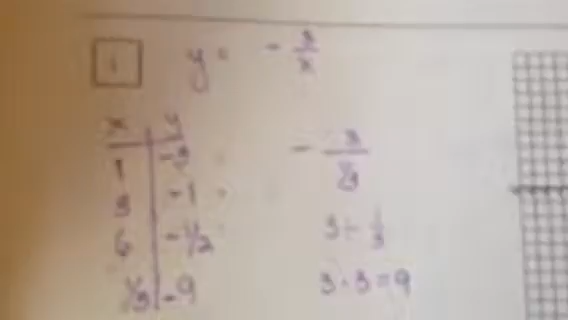 1 y = - 3/x
x | y
1 | -3
3 | -1
6 | -1/2
1/3 | -9
- 3/(1/3)
3 ÷ 1/3
3 · 3 = 9